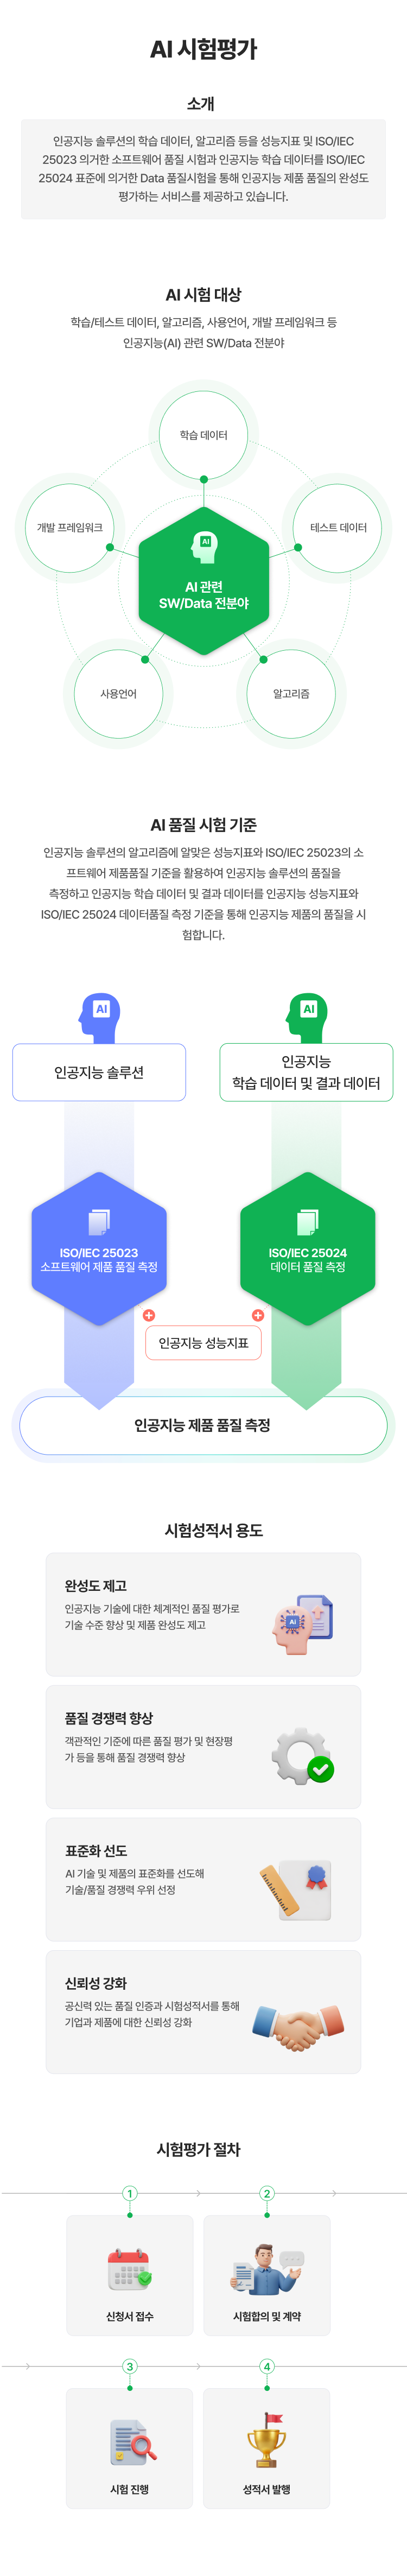 AI 시험평가
소개
인공지능 솔루션의 학습 데이터, 알고리즘 등을 성능지표 및 ISO/IEC
25023 의거한 소프트웨어 품질 시험과 인공지능 학습 데이터를 ISO/IEC
25024 표준에 의거한 Data 품질시험을 통해 인공지능 제품 품질의 완성도
평가하는 서비스를 제공하고 있습니다.
AI 시험 대상
학습/테스트 데이터, 알고리즘, 사용언어, 개발 프레임워크 등
인공지능(AI) 관련 SW/Data 전분야
학습 데이터
개발 프레임워크
테스트 데이터
AI
AI 관련
SW/Data 전분야
사용언어
알고리즘
AI 품질 시험 기준
인공지능 솔루션의 알고리즘에 알맞은 성능지표와 ISO/IEC 25023의 소
프트웨어 제품품질 기준을 활용하여 인공지능 솔루션의 품질을
측정하고 인공지능 학습 데이터 및 결과 데이터를 인공지능 성능지표와
ISO/IEC 25024 데이터품질 측정 기준을 통해 인공지능 제품의 품질을 시
험합니다.
AI
인공지능 솔루션
AI
인공지능
학습 데이터 및 결과 데이터
ISO/IEC 25023
소프트웨어 제품 품질 측정
ISO/IEC 25024
데이터 품질 측정
인공지능 성능지표
인공지능 제품 품질 측정
시험성적서 용도
완성도 제고
인공지능 기술에 대한 체계적인 품질 평가로
기술 수준 향상 및 제품 완성도 제고
AI
품질 경쟁력 향상
객관적인 기준에 따른 품질 평가 및 현장평
가 등을 통해 품질 경쟁력 향상
표준화 선도
AI 기술 및 제품의 표준화를 선도해
기술/품질 경쟁력 우위 선정
신뢰성 강화
공신력 있는 품질 인증과 시험성적서를 통해
기업과 제품에 대한 신뢰성 강화
시험평가 절차
1
신청서 접수
2
시험합의 및 계약
3
시험 진행
4
성적서 발행